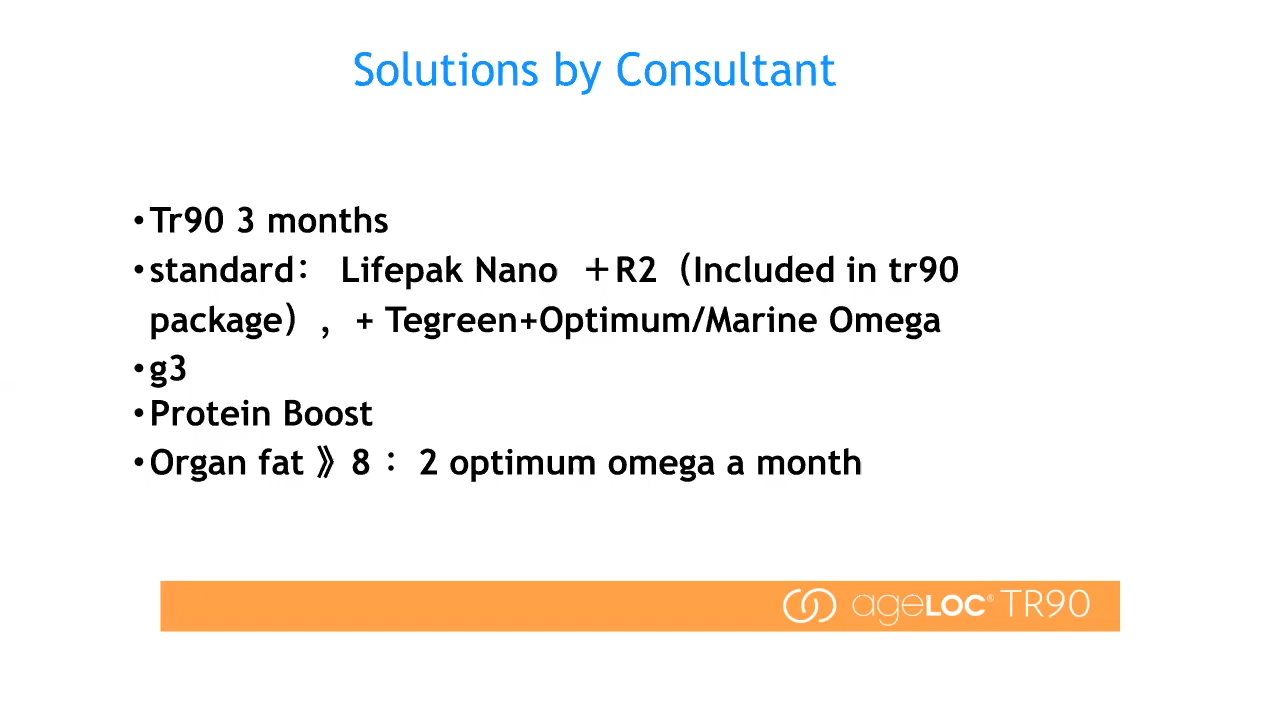 Solutions by Consultant
•Tr90 3 months
•standard： Lifepak Nano ＋R2（Included in tr90
package）, + Tegreen+Optimum/Marine Omega
•g3
•Protein Boost
•Organ fat 》8 ：2 optimum omega a month
ageLOC® TR90